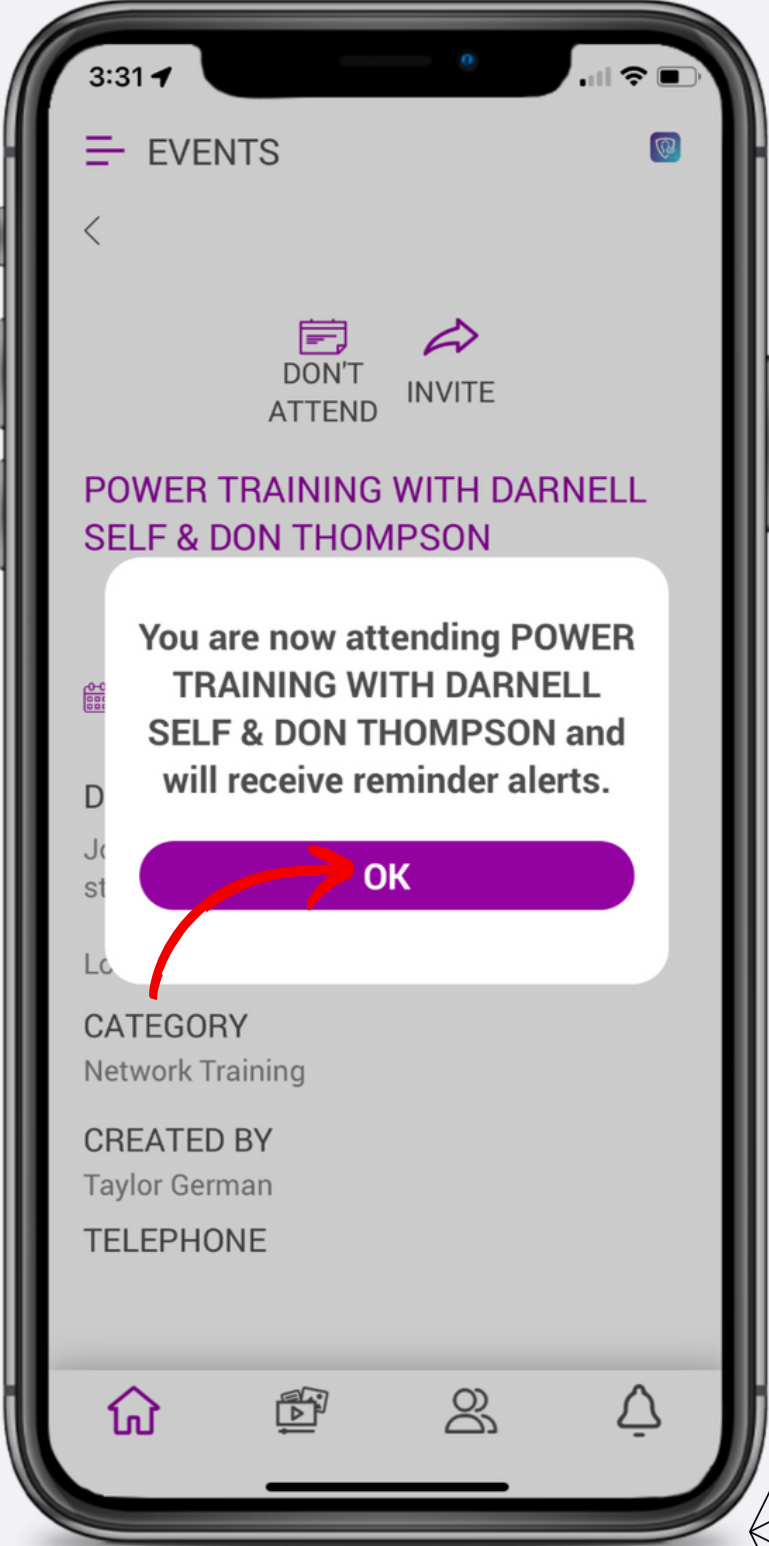 3:31
EVENTS
DON'T
ATTEND
INVITE
POWER TRAINING WITH DARNELL
SELF & DON THOMPSON
You are now attending POWER
TRAINING WITH DARNELL
SELF & DON THOMPSON and
will receive reminder alerts.
OK
CATEGORY
Network Training
CREATED BY
Taylor German
TELEPHONE